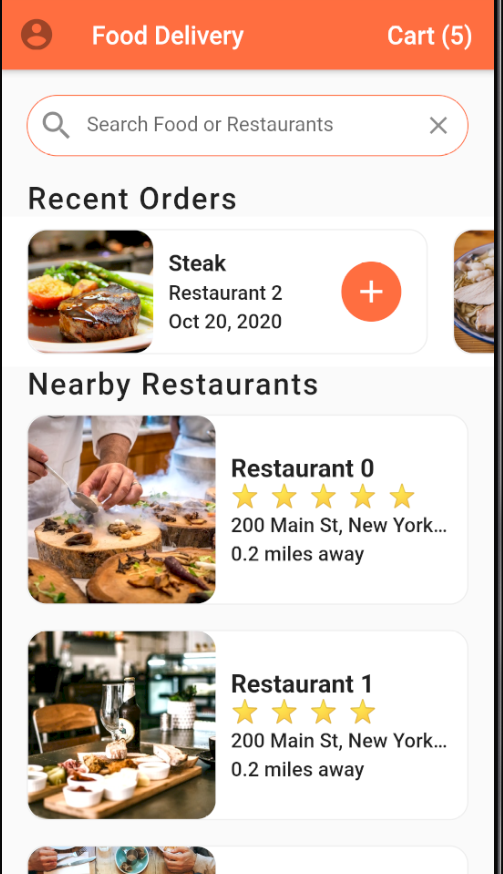 Food Delivery
Cart (5)
Search Food or Restaurants
Recent Orders
Steak
Restaurant 2
Oct 20, 2020
Nearby Restaurants
Restaurant 0
200 Main St, New York...
0.2 miles away
Restaurant 1
200 Main St, New York...
0.2 miles away